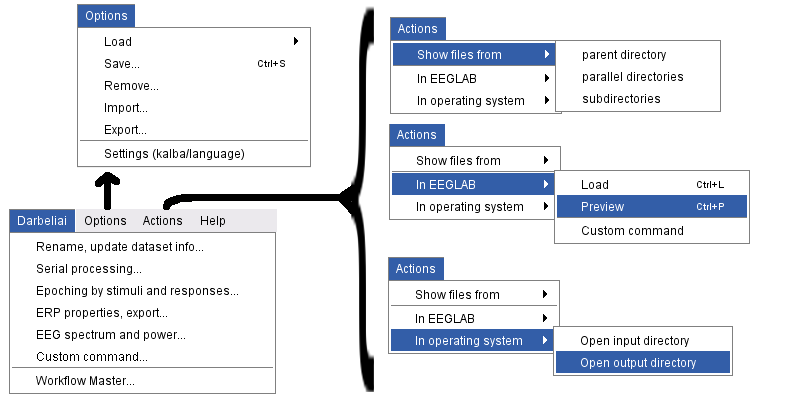 Options
Load
Save... Ctrl+S
Remove...
Import...
Export...
Settings (kalba/language)
Darbeliai Options Actions Help
Rename, update dataset info...
Serial processing...
Epoching by stimuli and responses...
ERP properties, export...
EEG spectrum and power...
Custom command...
Workflow Master...
Actions
Show files from
In EEGLAB
In operating system
parent directory
parallel directories
subdirectories
Actions
Show files from
In EEGLAB
In operating system
Load Ctrl+L
Preview Ctrl+P
Custom command
Actions
Show files from
In EEGLAB
In operating system
Open input directory
Open output directory